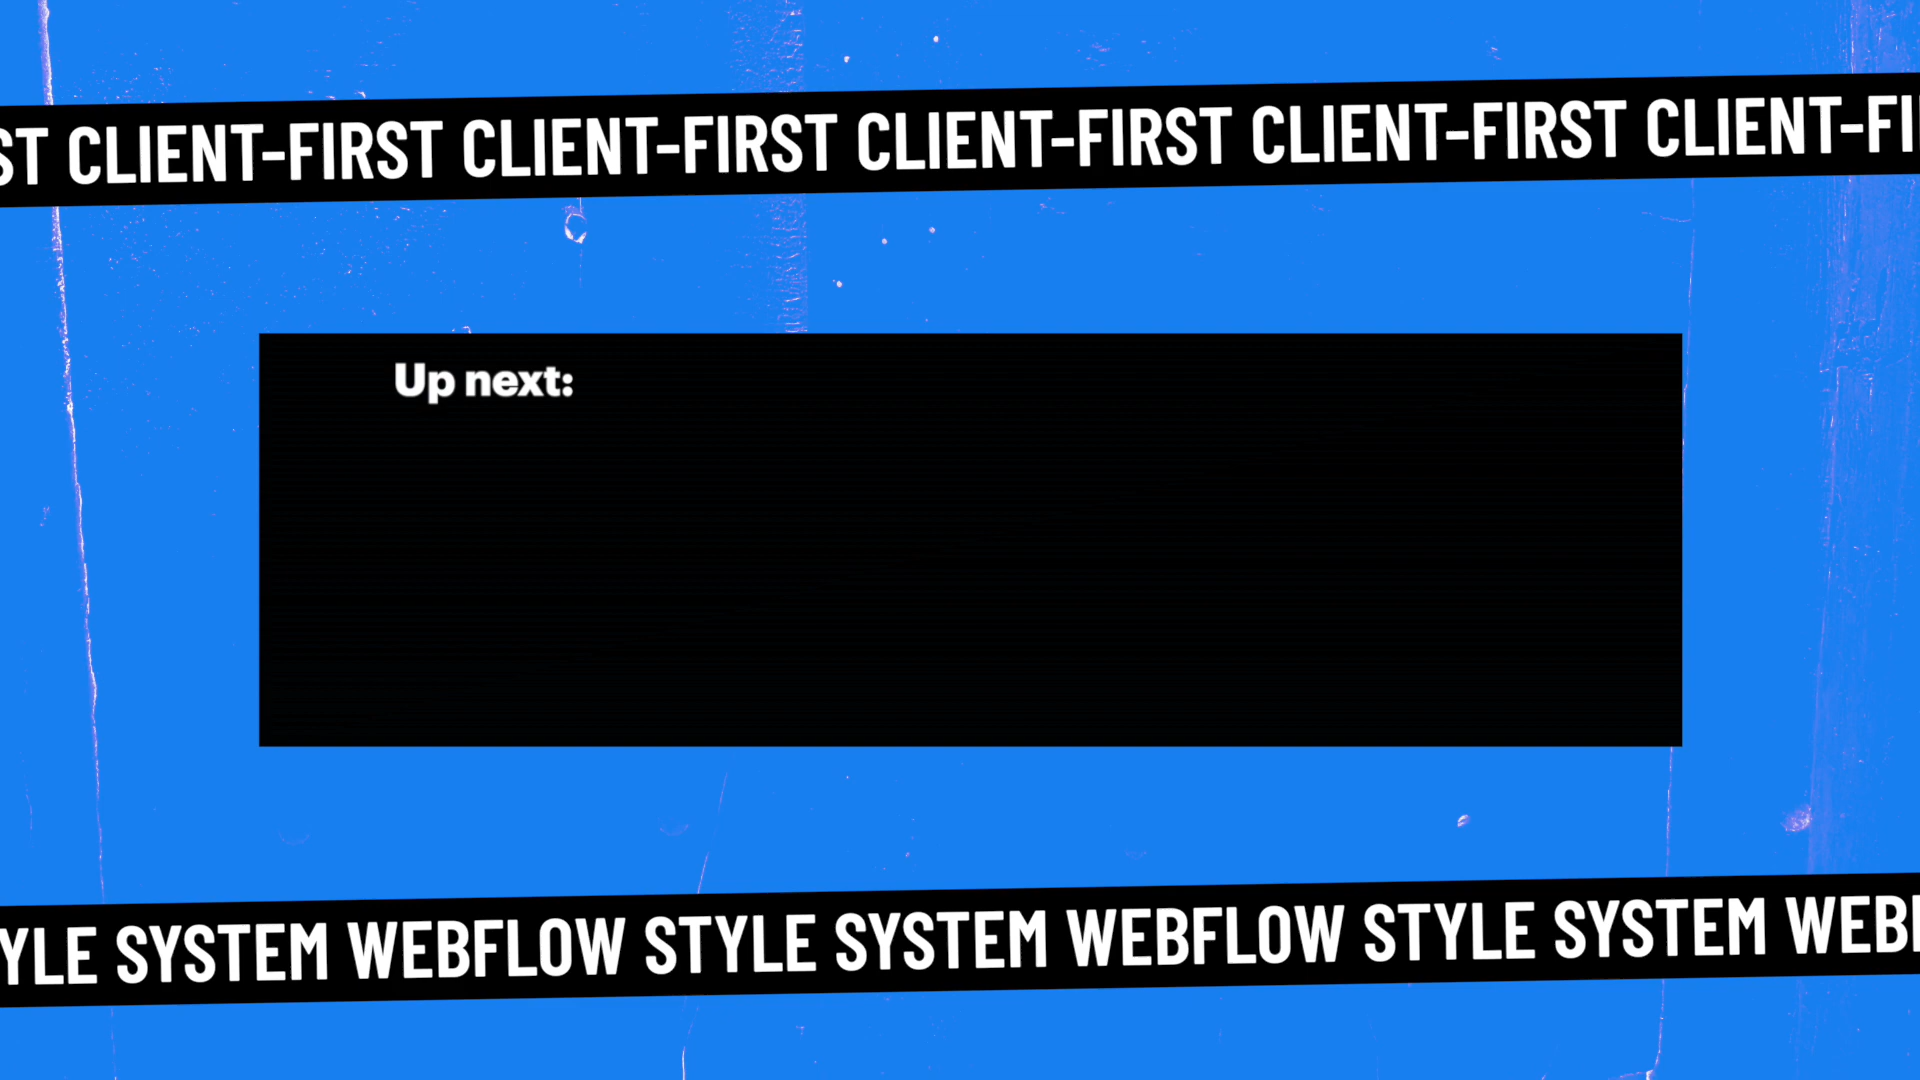 ST CLIENT-FIRST CLIENT-FIRST CLIENT-FIRST CLIENT-FIRST CLIENT-FI
Up next:
YLE SYSTEM WEBFLOW STYLE SYSTEM WEBFLOW STYLE SYSTEM WEB